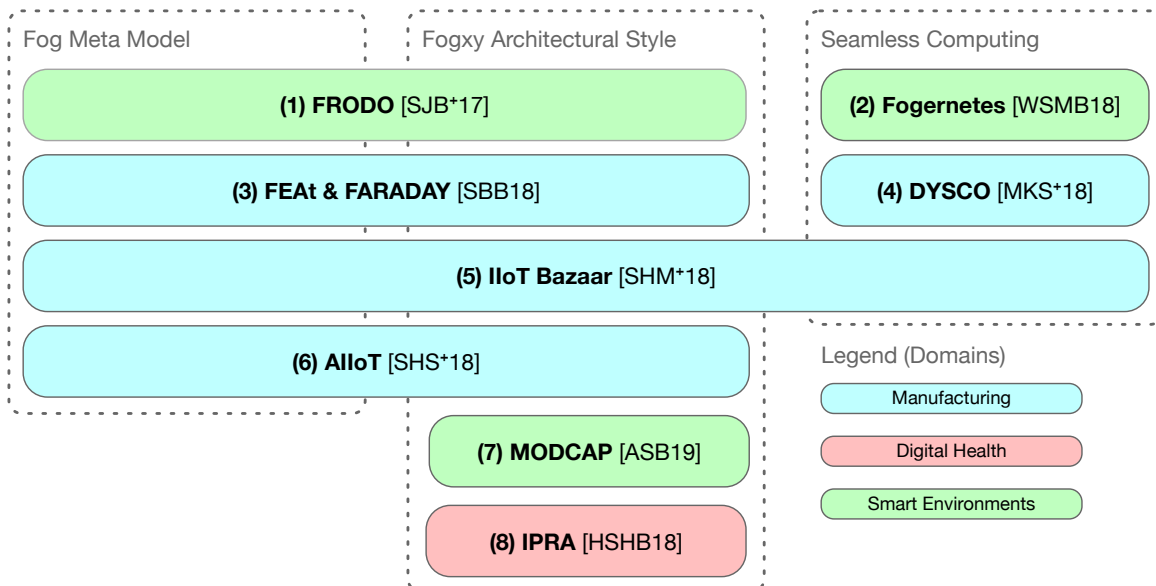 Fog Meta Model
Fogxy Architectural Style
Seamless Computing
(1) FRODO [SJB+17]
(2) Fogernetes [WSMB18]
(3) FEAt & FARADAY [SBB18]
(4) DYSCO [MKS+18]
(5) IIoT Bazaar [SHM+18]
(6) AIIoT [SHS+18]
(7) MODCAP [ASB19]
(8) IPRA [HSHB18]
Legend (Domains)
Manufacturing
Digital Health
Smart Environments